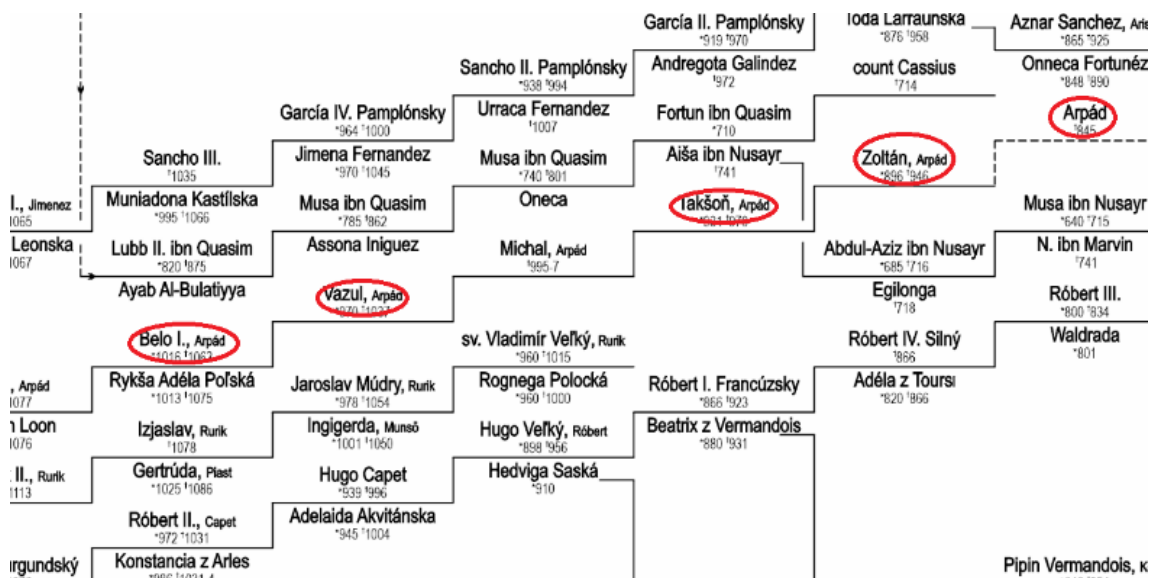 García II. Pamplónsky
*919 †970
Toda Larraunska
*876 †958
Aznar Sanchez, Aris
*865 †925
Sancho II. Pamplónsky
*938 †994
Andregota Galindez
†972
count Cassius
†714
Onneca Fortunéz
*848 †890
García IV. Pamplónsky
*964 †1000
Urraca Fernandez
†1007
Fortun ibn Quasim
*710
Arpád
†845
Sancho III.
†1035
Jimena Fernandez
*970 †1045
Musa ibn Quasim
*740 †801
Aiša ibn Nusayr
†741
Zoltán, Arpád
*896 †946
I., Jimenez
1065
Muniadona Kastílska
*995 †1066
Musa ibn Quasim
*785 †862
Oneca
Takšoň, Arpád
Musa ibn Nusayr
*640 †715
Leonska
1067
Lubb II. ibn Quasim
*820 †875
Assona Iniguez
Michal, Arpád
†995-7
Abdul-Aziz ibn Nusayr
*685 †716
N. ibn Marvin
†741
Ayab Al-Bulatiyya
Vazul, Arpád
*970 †1037
Egilonga
†718
Róbert III.
*800 †834
Belo I., Arpád
*1016 †1063
sv. Vladimír Veľký, Rurik
*960 †1015
Róbert IV. Silný
†866
Waldrada
*801
, Arpád
1077
Rykša Adéla Poľská
*1013 †1075
Jaroslav Múdry, Rurik
*978 †1054
Rognega Polocká
*960 †1000
Róbert I. Francúzsky
*866 †923
Adéla z Toursı
*820 †866
n Loon
1076
Izjaslav, Rurik
†1078
Ingigerda, Munsö
*1001 †1050
Hugo Veľký, Róbert
*898 †956
Beatrix z Vermandois
*880 †931
II., Rurik
1113
Gertrúda, Piast
*1025 †1086
Hugo Capet
*939 †996
Hedviga Saská
*910
Róbert II., Capet
*972 †1031
Adelaida Akvitánska
*945 †1004
urgundský
Konstancia z Arles
Pipin Vermandois, K